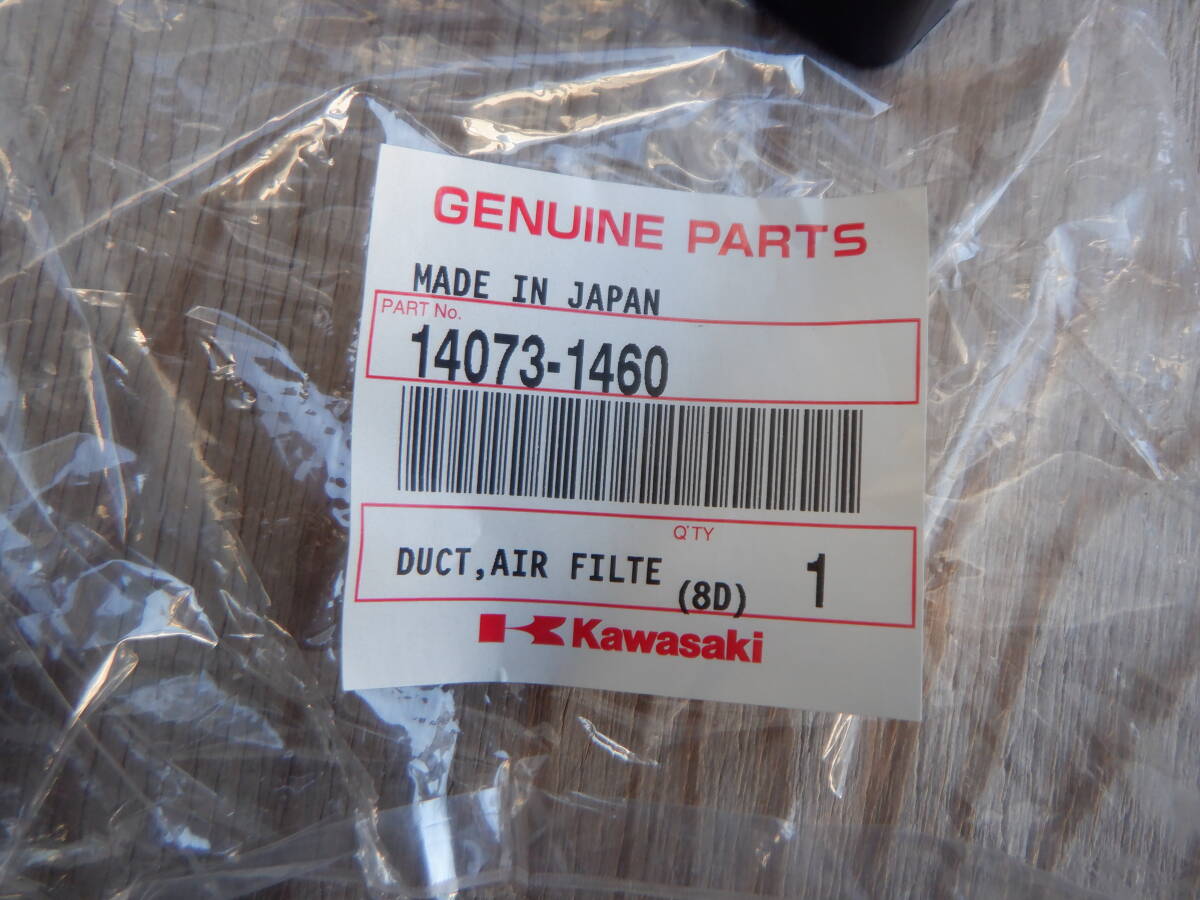 GENUINE PARTS
MADE IN JAPAN
PART No.
14073-1460
Q'TY
DUCT,AIR FILTE (8D) 1
Kawasaki